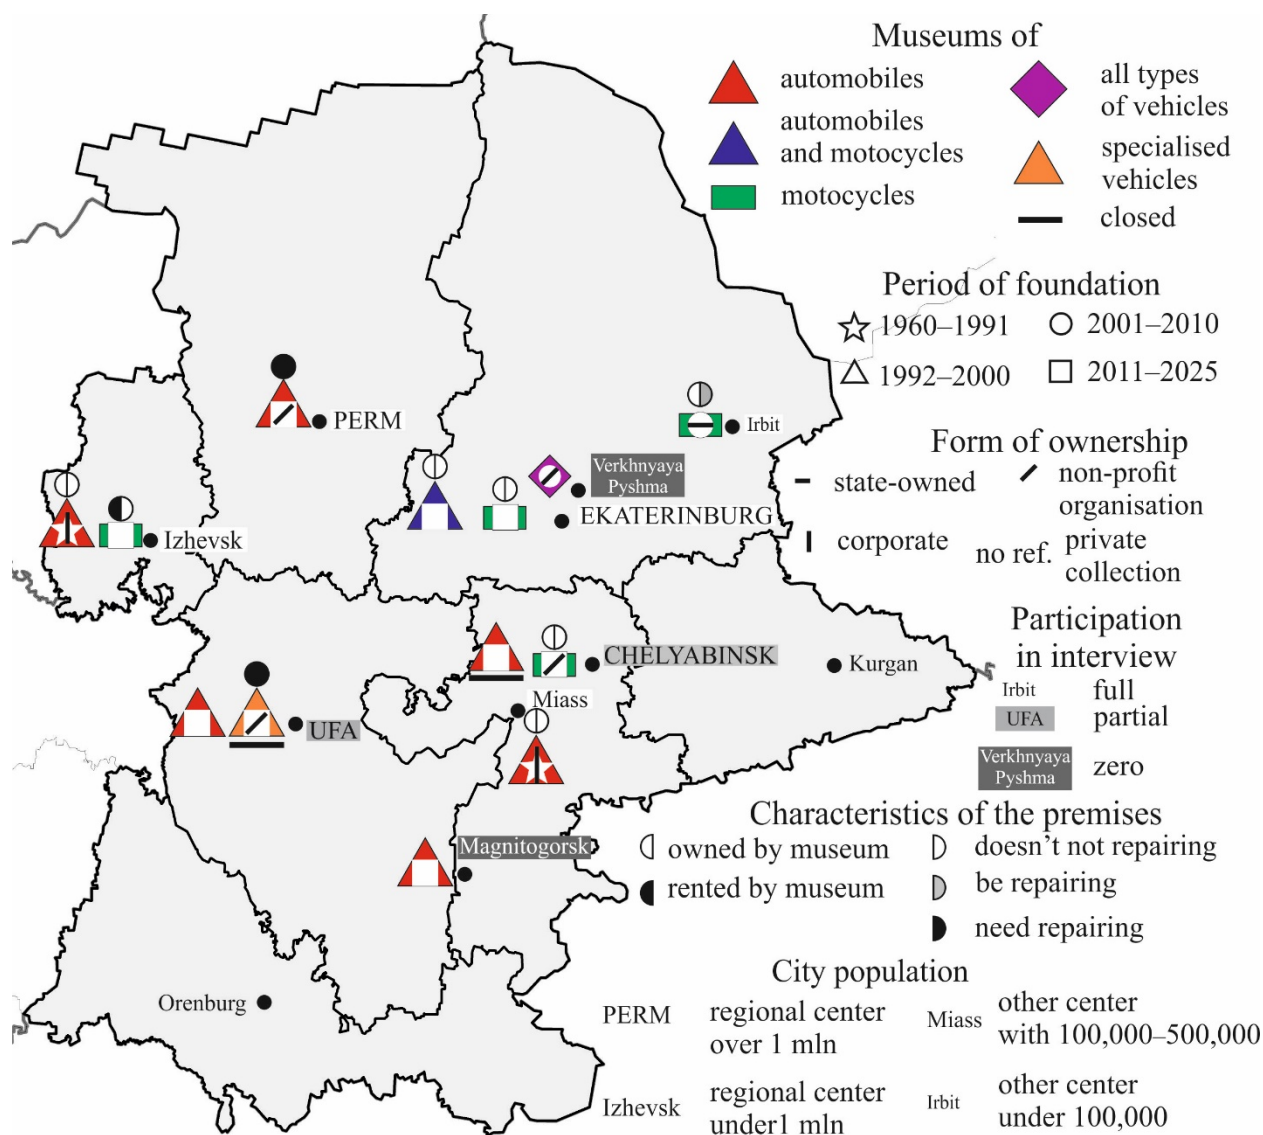 Museums of
automobiles
all types
of vehicles
automobiles
and motocycles
specialised
vehicles
motocycles
closed
Period of foundation
1960–1991
2001–2010
1992–2000
2011–2025
Form of ownership
state-owned
non-profit
organisation
corporate
no ref.
private
collection
Participation
in interview
Irbit
full
UFA
partial
Verkhnyaya
Pyshma
zero
Characteristics of the premises
owned by museum
doesn't not repairing
rented by museum
be repairing
need repairing
City population
PERM
regional center
over 1 mln
Miass
other center
with 100,000–500,000
Izhevsk
regional center
under1 mln
Irbit
other center
under 100,000
PERM
Irbit
Verkhnyaya
Pyshma
EKATERINBURG
Izhevsk
CHELYABINSK
Kurgan
Miass
UFA
Magnitogorsk
Orenburg